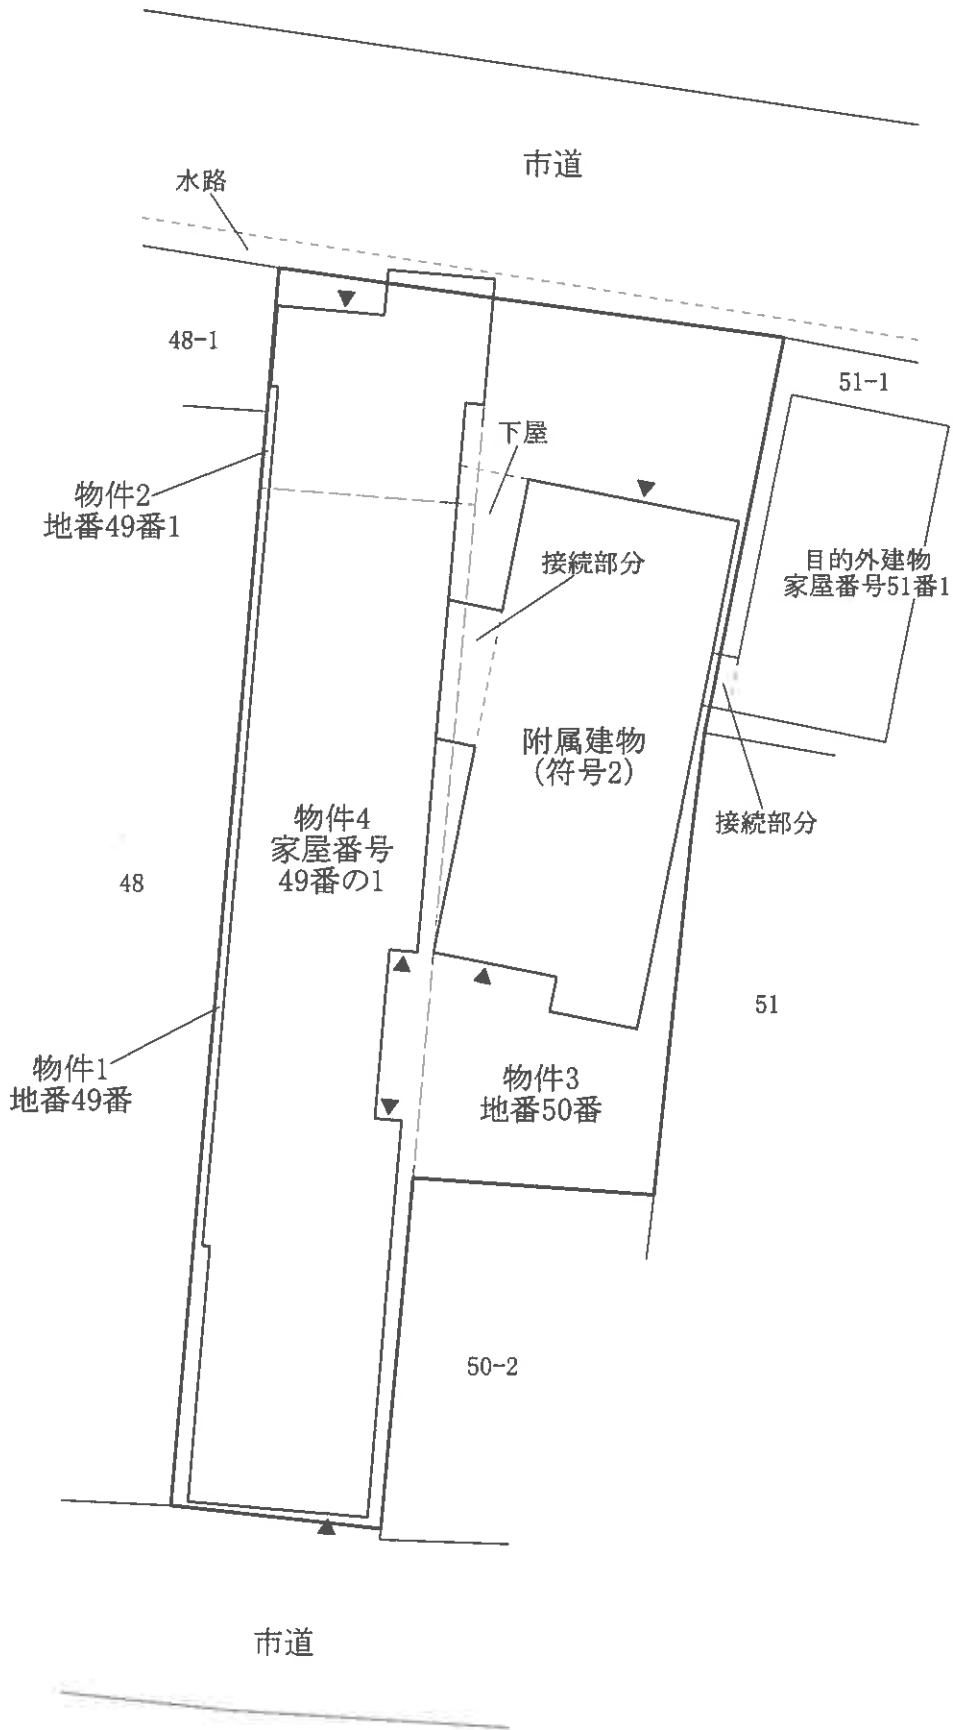 市道
水路
48-1
51-1
下屋
物件2
地番49番1
接続部分
目的外建物
家屋番号51番1
附属建物
(符号2)
物件4
家屋番号
49番の1
接続部分
48
51
物件1
地番49番
物件3
地番50番
50-2
市道